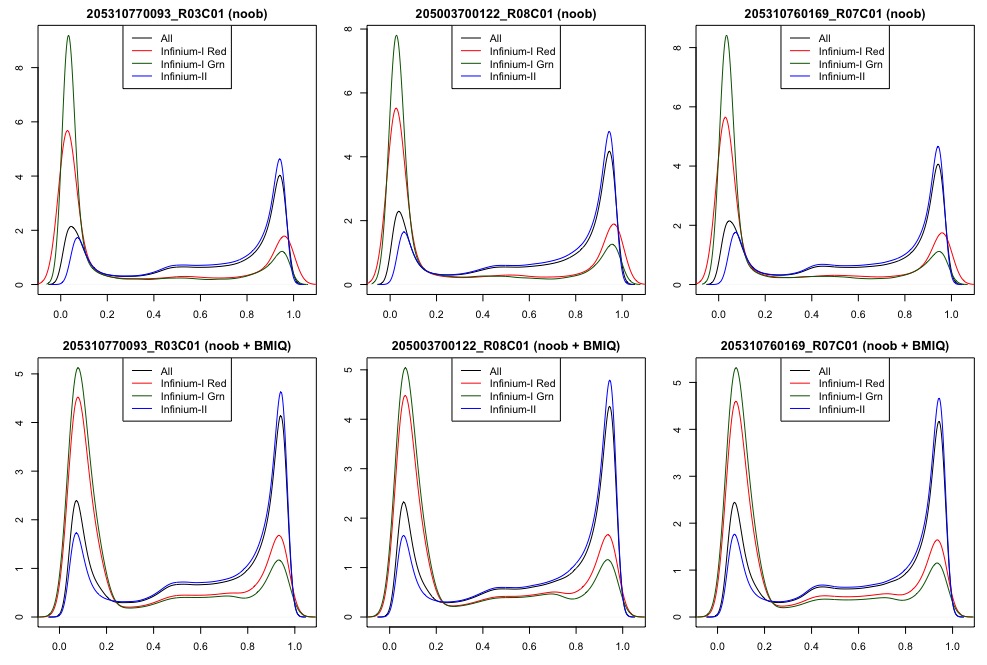 205310770093_R03C01 (noob)
All
Infinium-I Red
Infinium-I Grn
Infinium-II
8
6
4
2
0
0.0 0.2 0.4 0.6 0.8 1.0
205003700122_R08C01 (noob)
All
Infinium-I Red
Infinium-I Grn
Infinium-II
8
6
4
2
0
0.0 0.2 0.4 0.6 0.8 1.0
205310760169_R07C01 (noob)
All
Infinium-I Red
Infinium-I Grn
Infinium-II
8
6
4
2
0
0.0 0.2 0.4 0.6 0.8 1.0
205310770093_R03C01 (noob + BMIQ)
All
Infinium-I Red
Infinium-I Grn
Infinium-II
5
4
3
2
1
0
0.0 0.2 0.4 0.6 0.8 1.0
205003700122_R08C01 (noob + BMIQ)
All
Infinium-I Red
Infinium-I Grn
Infinium-II
5
4
3
2
1
0
0.0 0.2 0.4 0.6 0.8 1.0
205310760169_R07C01 (noob + BMIQ)
All
Infinium-I Red
Infinium-I Grn
Infinium-II
5
4
3
2
1
0
0.0 0.2 0.4 0.6 0.8 1.0